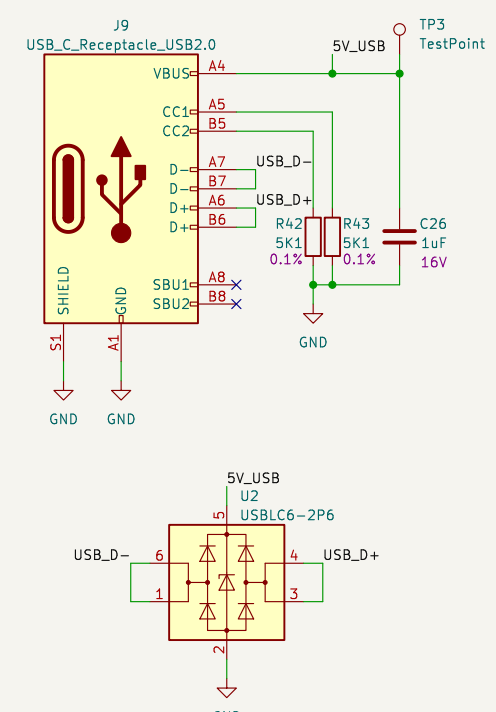 J9
USB_C_Receptacle_USB2.0
TP3
TestPoint
5V_USB
VBUS A4
CC1 A5
CC2 B5
D- A7
USB_D-
D- B7
D+ A6
USB_D+
D+ B6
R42
5K1
0.1%
R43
5K1
0.1%
C26
1uF
16V
SBU1 A8
SBU2 B8
SHIELD
GND
S1
A1
GND
GND
GND
5V_USB
U2
USBLC6-2P6
5
USB_D-
6
4
USB_D+
1
3
2